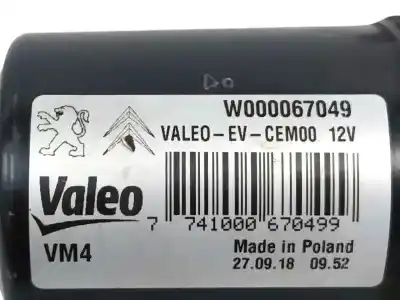 W000067049
VALEO-EV-CEM00 12V
Valeo
7 741000 670499
VM4
Made in Poland
27.09.18 09.52